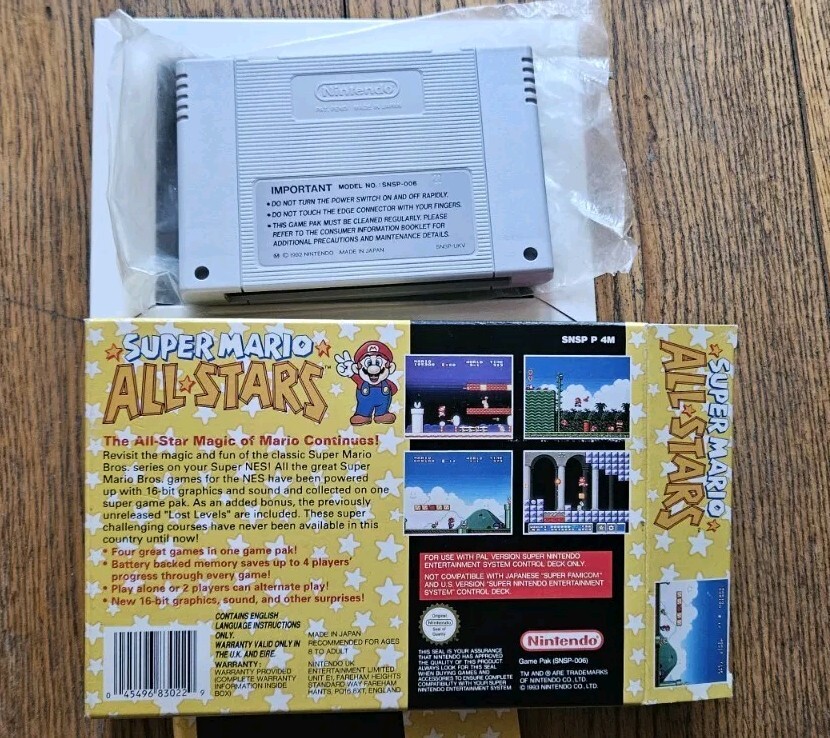 Nintendo
IMPORTANT MODEL NO.: SNSP-006
• DO NOT TURN THE POWER SWITCH ON AND OFF RAPIDLY.
• DO NOT TOUCH THE EDGE CONNECTOR WITH YOUR FINGERS.
• THIS GAME PAK MUST BE CLEANED REGULARLY. PLEASE
REFER TO THE CONSUMER INFORMATION BOOKLET FOR
ADDITIONAL PRECAUTIONS AND MAINTENANCE DETAILS.
Ⓜ © 1992 NINTENDO MADE IN JAPAN
SNSP-UKV
SUPER MARIO
ALL-STARS™
The All-Star Magic of Mario Continues!
Revisit the magic and fun of the classic Super Mario
Bros. series on your Super NES! All the great Super
Mario Bros. games for the NES have been powered
up with 16-bit graphics and sound and collected on one
super game pak. As an added bonus, the previously
unreleased "Lost Levels" are included. These super
challenging courses have never been available in this
country until now!
• Four great games in one game pak!
• Battery backed memory saves up to 4 players'
progress through every game!
• Play alone or 2 players can alternate play!
• New 16-bit graphics, sound, and other surprises!
0 45496 83022 9
CONTAINS ENGLISH
LANGUAGE INSTRUCTIONS
ONLY.
WARRANTY VALID ONLY IN
THE U.K. AND EIRE.
WARRANTY:
WARRANTY PROVIDED
(COMPLETE WARRANTY
INFORMATION INSIDE
BOX)
MADE IN JAPAN
RECOMMENDED FOR AGES
6 TO ADULT
NINTENDO UK
ENTERTAINMENT LIMITED
UNIT E1, FAREHAM HEIGHTS
STANDARD WAY FAREHAM
HANTS. PO16 8XT, ENGLAND
SNSP P 4M
FOR USE WITH PAL VERSION SUPER NINTENDO
ENTERTAINMENT SYSTEM CONTROL DECK ONLY
NOT COMPATIBLE WITH JAPANESE "SUPER FAMICOM"
AND U.S. VERSION "SUPER NINTENDO ENTERTAINMENT
SYSTEM" CONTROL DECK.
Original
Nintendo
Seal of
Quality
THIS SEAL IS YOUR ASSURANCE
THAT NINTENDO HAS APPROVED
THE QUALITY OF THIS PRODUCT.
ALWAYS LOOK FOR THIS SEAL
WHEN BUYING GAMES AND
ACCESSORIES TO ENSURE COMPLETE
COMPATIBILITY WITH YOUR SUPER
NINTENDO ENTERTAINMENT SYSTEM
Nintendo
Game Pak (SNSP-006)
TM AND ® ARE TRADEMARKS
OF NINTENDO CO. LTD.
© 1993 NINTENDO CO., LTD.
SUPER MARIO
ALL-STARS